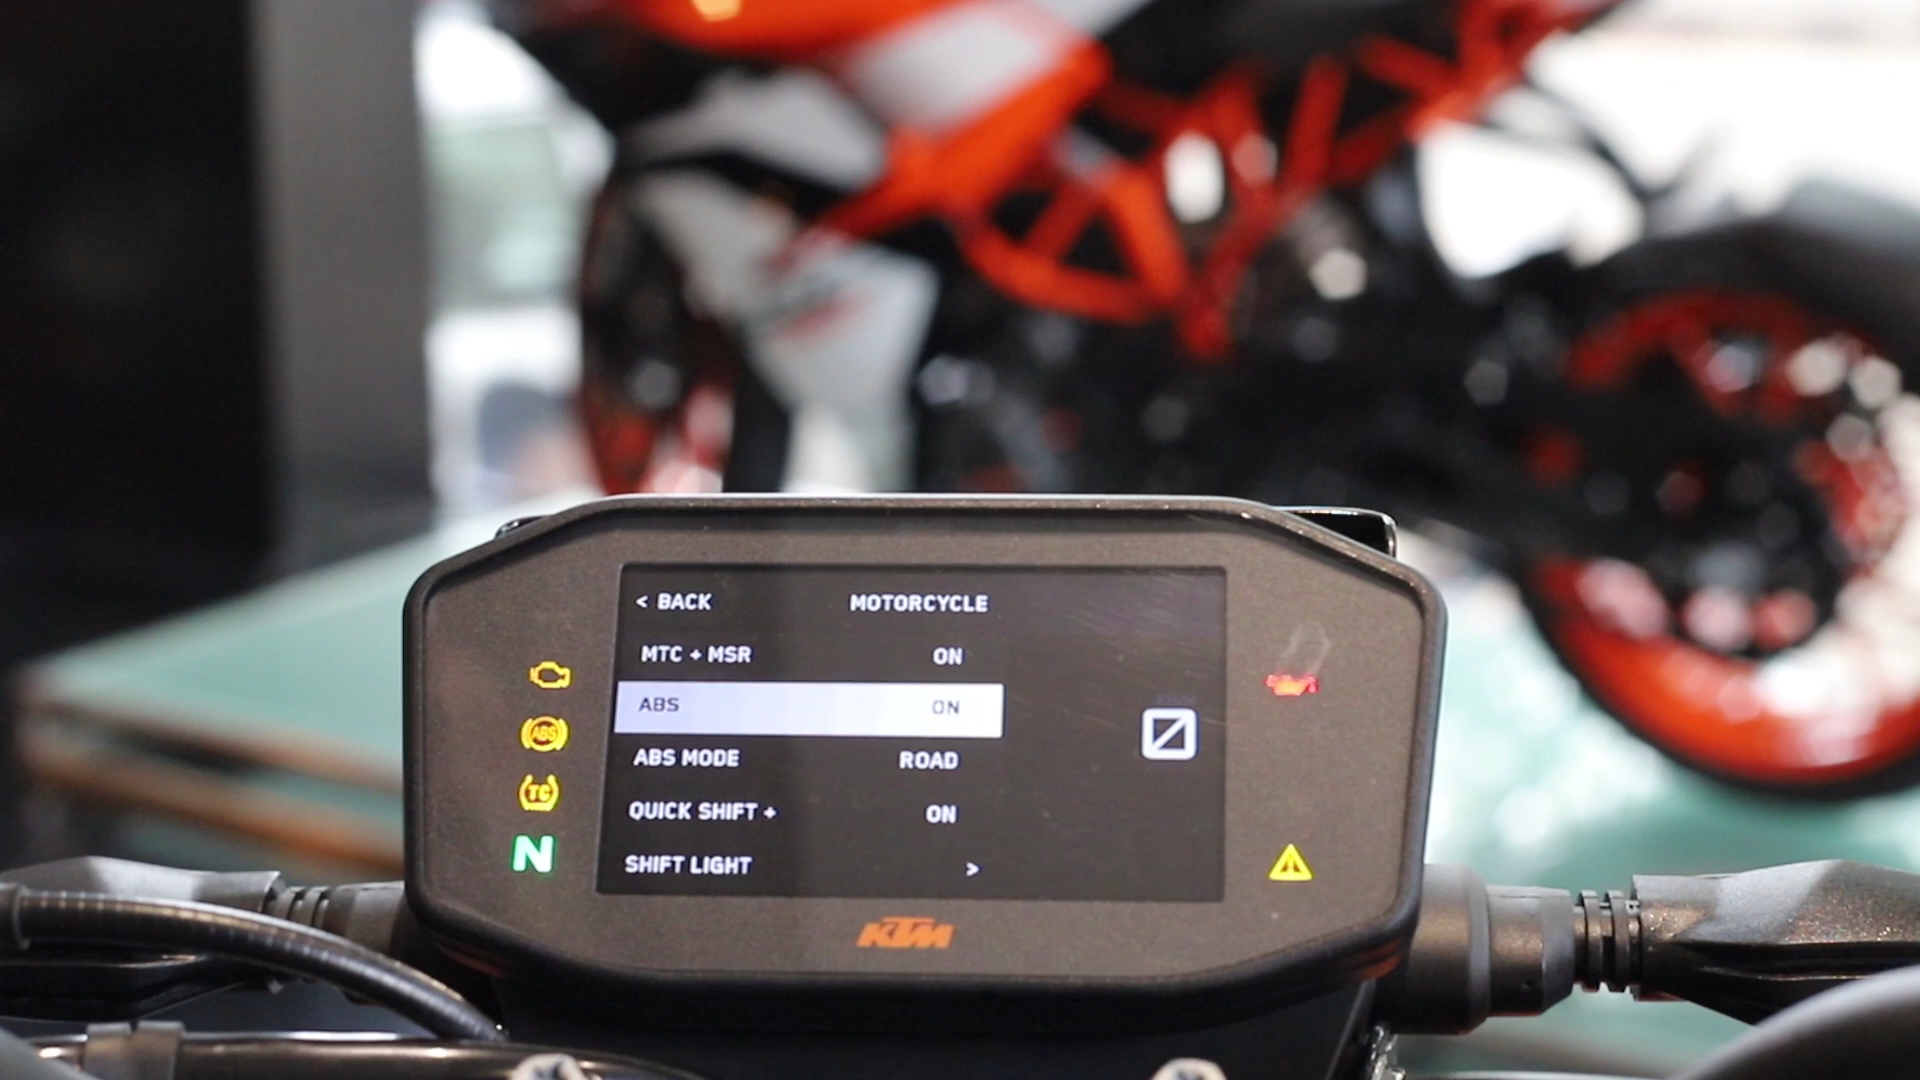 < BACK MOTORCYCLE
MTC + MSR ON
ABS ON
ABS MODE ROAD
QUICK SHIFT + ON
SHIFT LIGHT >
ABS
TC
N
KTM